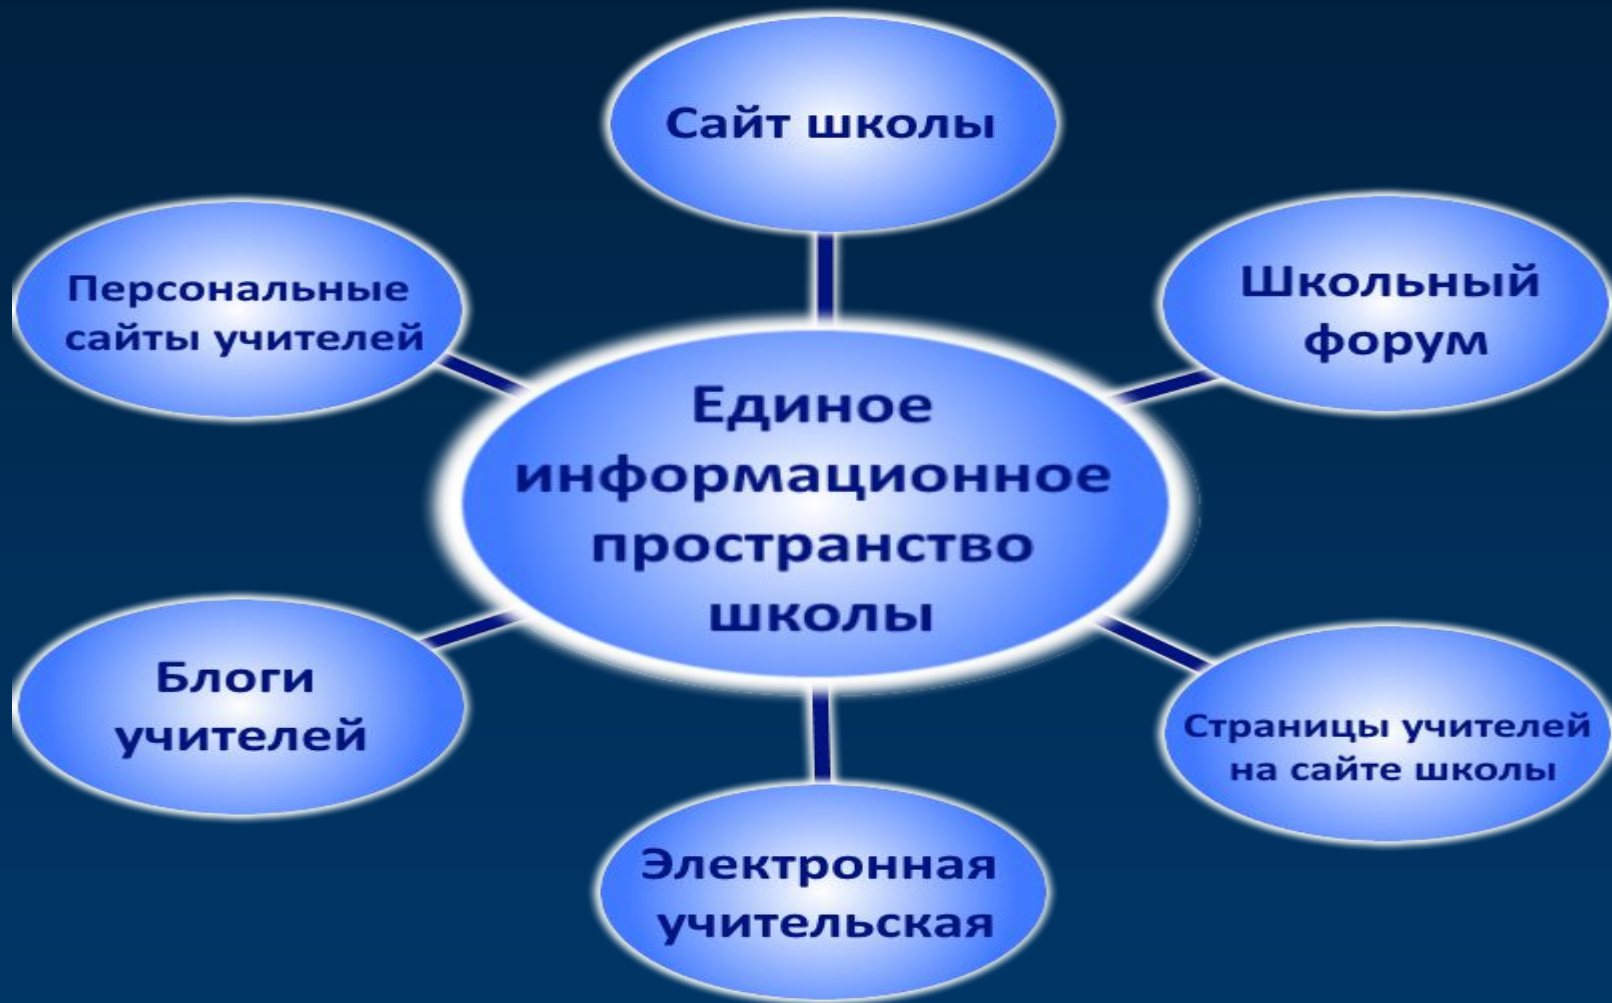 Сайт школы
Персональные
сайты учителей
Школьный
форум
Единое
информационное
пространство
школы
Блоги
учителей
Страницы учителей
на сайте школы
Электронная
учительская